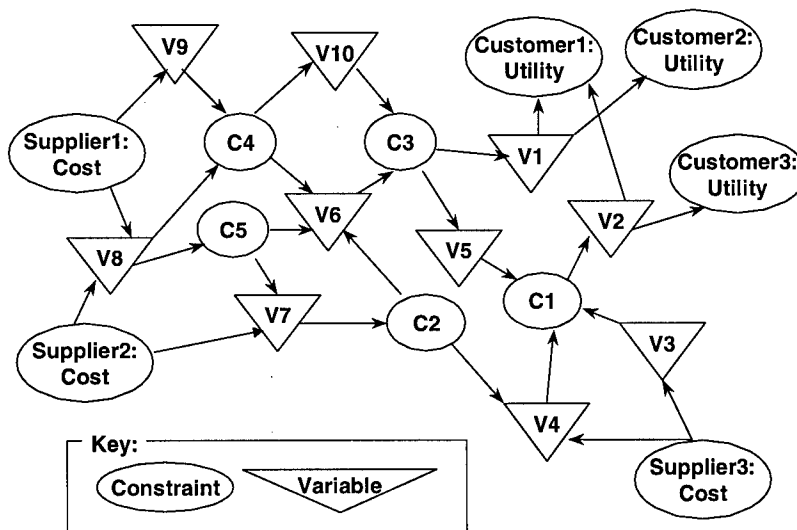 V9
V10
Customer1:
Utility
Customer2:
Utility
Supplier1:
Cost
C4
C3
V1
Customer3:
Utility
V6
V2
C5
V8
V5
C1
V7
C2
V3
Supplier2:
Cost
V4
Key:
Constraint
Variable
Supplier3:
Cost